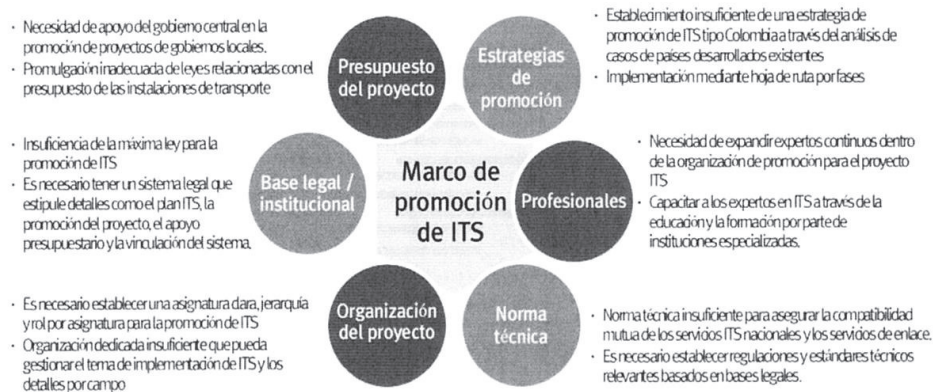 · Necesidad de apoyo del gobierno central en la
promoción de proyectos de gobiernos locales.
· Promulgación inadecuada de leyes relacionadas con el
presupuesto de las instalaciones de transporte
Presupuesto
del proyecto
Estrategias
de
promoción
· Establecimiento insuficiente de una estrategia de
promoción de ITS tipo Colombia a través del análisis de
casos de países desarrollados existentes
· Implementación mediante hoja de ruta por fases
· Insuficiencia de la máxima ley para la
promoción de ITS
· Es necesario tener un sistema legal que
estipule detalles como el plan ITS, la
promoción del proyecto, el apoyo
presupuestario y la vinculación del sistema.
Base legal /
institucional
Marco de
promoción
de ITS
Profesionales
· Necesidad de expandir expertos continuos dentro
de la organización de promoción para el proyecto
ITS
· Capacitar a los expertos en ITS a través de la
educación y la formación por parte de
instituciones especializadas,
· Es necesario establecer una asignatura clara, jerarquía
y rol por asignatura para la promoción de ITS
· Organización dedicada insuficiente que pueda
gestionar el tema de implementación de ITS y los
detalles por campo
Organización
del proyecto
Norma
técnica
· Norma técnica insuficiente para asegurar la compatibilidad
mutua de los servicios ITS nacionales y los servicios de enlace.
· Es necesario establecer regulaciones y estándares técnicos
relevantes basados en bases legales.